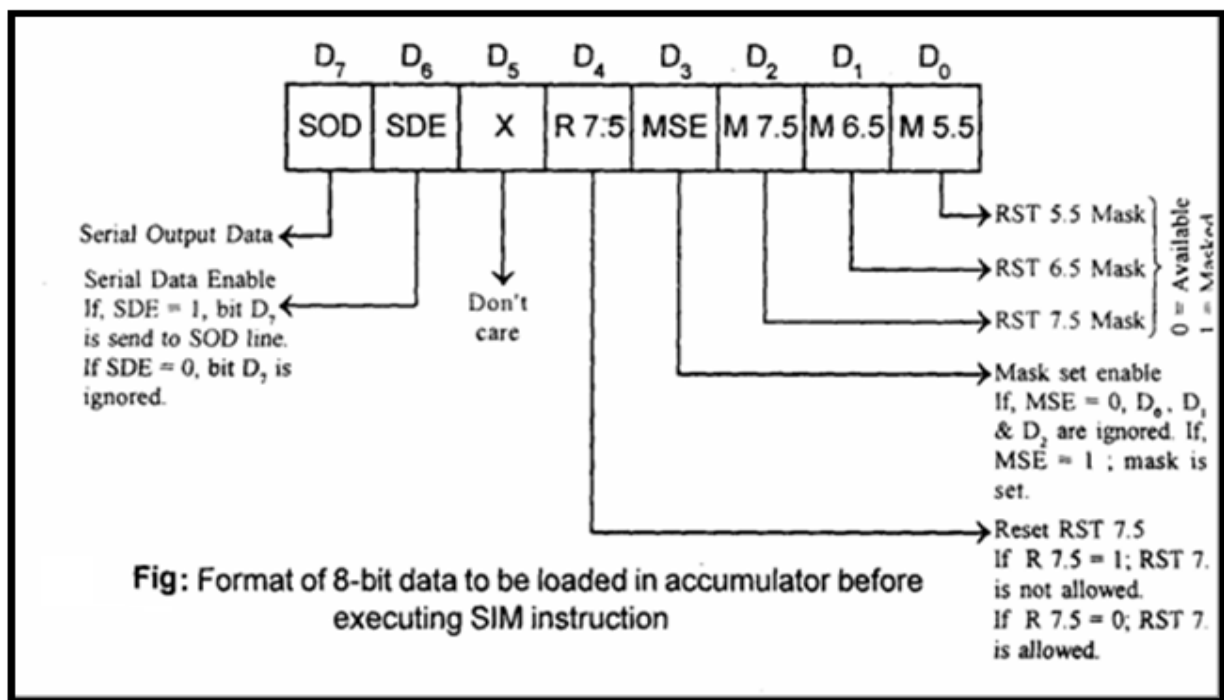 D₇ D₆ D₅ D₄ D₃ D₂ D₁ D₀
SOD SDE X R 7.5 MSE M 7.5 M 6.5 M 5.5
Serial Output Data
Serial Data Enable
If, SDE = 1, bit D₇
is send to SOD line.
If SDE = 0, bit D₇ is
ignored.
Don't
care
RST 5.5 Mask
RST 6.5 Mask
RST 7.5 Mask
0 = Available
1 = Masked
Mask set enable
If, MSE = 0, D₀, D₁
& D₂ are ignored. If,
MSE = 1 ; mask is
set.
Reset RST 7.5
If R 7.5 = 1; RST 7.
is not allowed.
If R 7.5 = 0; RST 7.
is allowed.
Fig: Format of 8-bit data to be loaded in accumulator before
executing SIM instruction